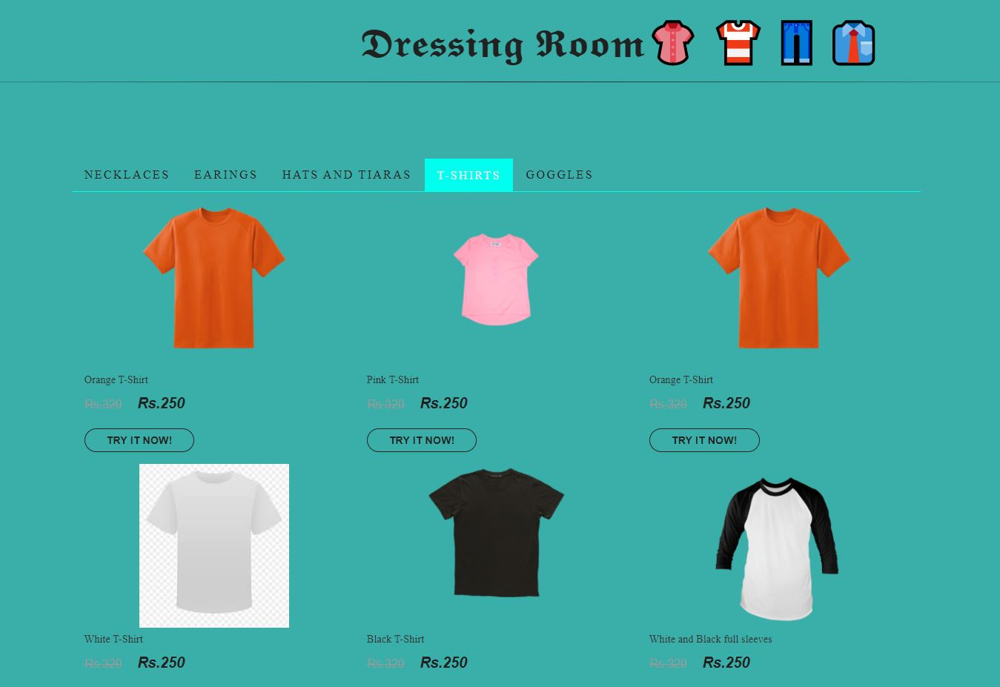 Dressing Room
NECKLACES EARINGS HATS AND TIARAS T-SHIRTS GOGGLES
Orange T-Shirt Pink T-Shirt Orange T-Shirt
Rs.320 Rs.250 Rs.320 Rs.250 Rs.320 Rs.250
TRY IT NOW! TRY IT NOW! TRY IT NOW!
White T-Shirt Black T-Shirt White and Black full sleeves
Rs.320 Rs.250 Rs.320 Rs.250 Rs.320 Rs.250